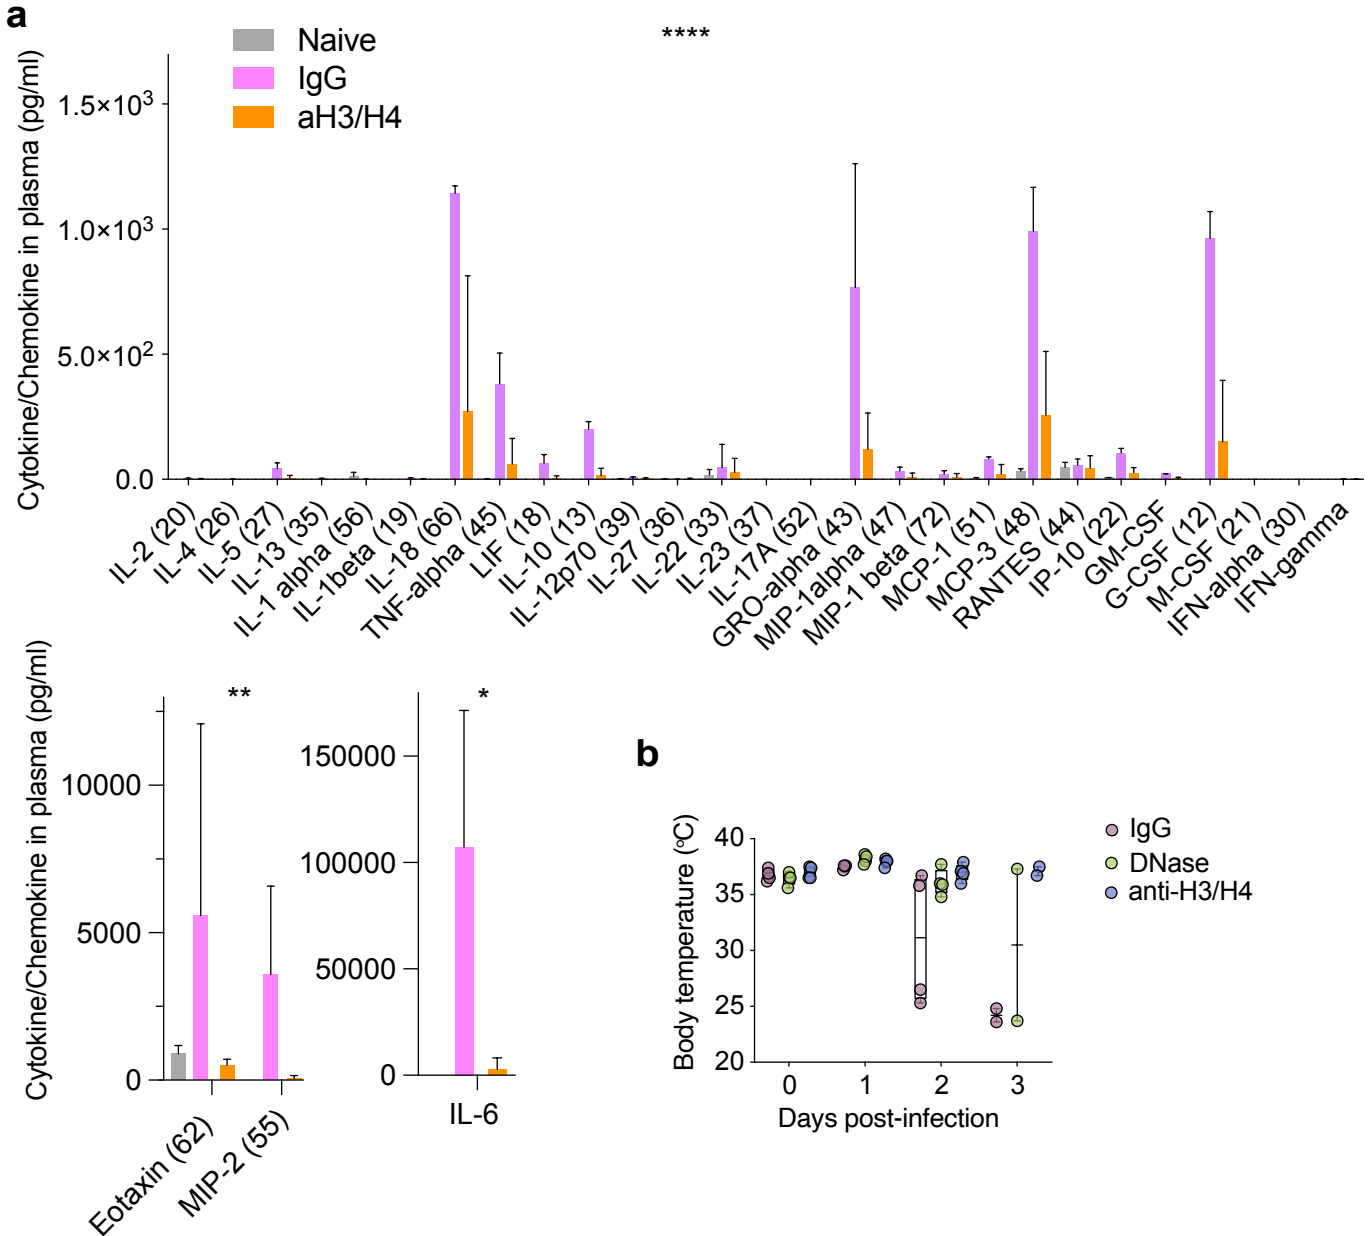 a
****
Naive
IgG
aH3/H4
Cytokine/Chemokine in plasma (pg/ml)
1.5×10³
1.0×10³
5.0×10²
0.0
IL-2 (20)
IL-4 (26)
IL-5 (27)
IL-13 (35)
IL-1 alpha (56)
IL-1beta (19)
IL-18 (66)
TNF-alpha (45)
LIF (18)
IL-10 (13)
IL-12p70 (39)
IL-27 (36)
IL-22 (33)
IL-23 (37)
IL-17A (52)
GRO-alpha (43)
MIP-1alpha (47)
MIP-1 beta (72)
MCP-1 (51)
MCP-3 (48)
RANTES (44)
IP-10 (22)
GM-CSF
G-CSF (12)
M-CSF (21)
IFN-alpha (30)
IFN-gamma
Cytokine/Chemokine in plasma (pg/ml)
**
10000
5000
0
Eotaxin (62)
MIP-2 (55)
*
150000
100000
50000
0
IL-6
b
Body temperature (°C)
40
35
30
25
20
0 1 2 3
Days post-infection
IgG
DNase
anti-H3/H4